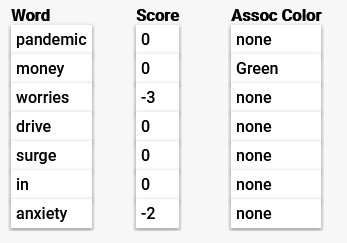 Word Score Assoc Color
pandemic 0 none
money 0 Green
worries -3 none
drive 0 none
surge 0 none
in 0 none
anxiety -2 none